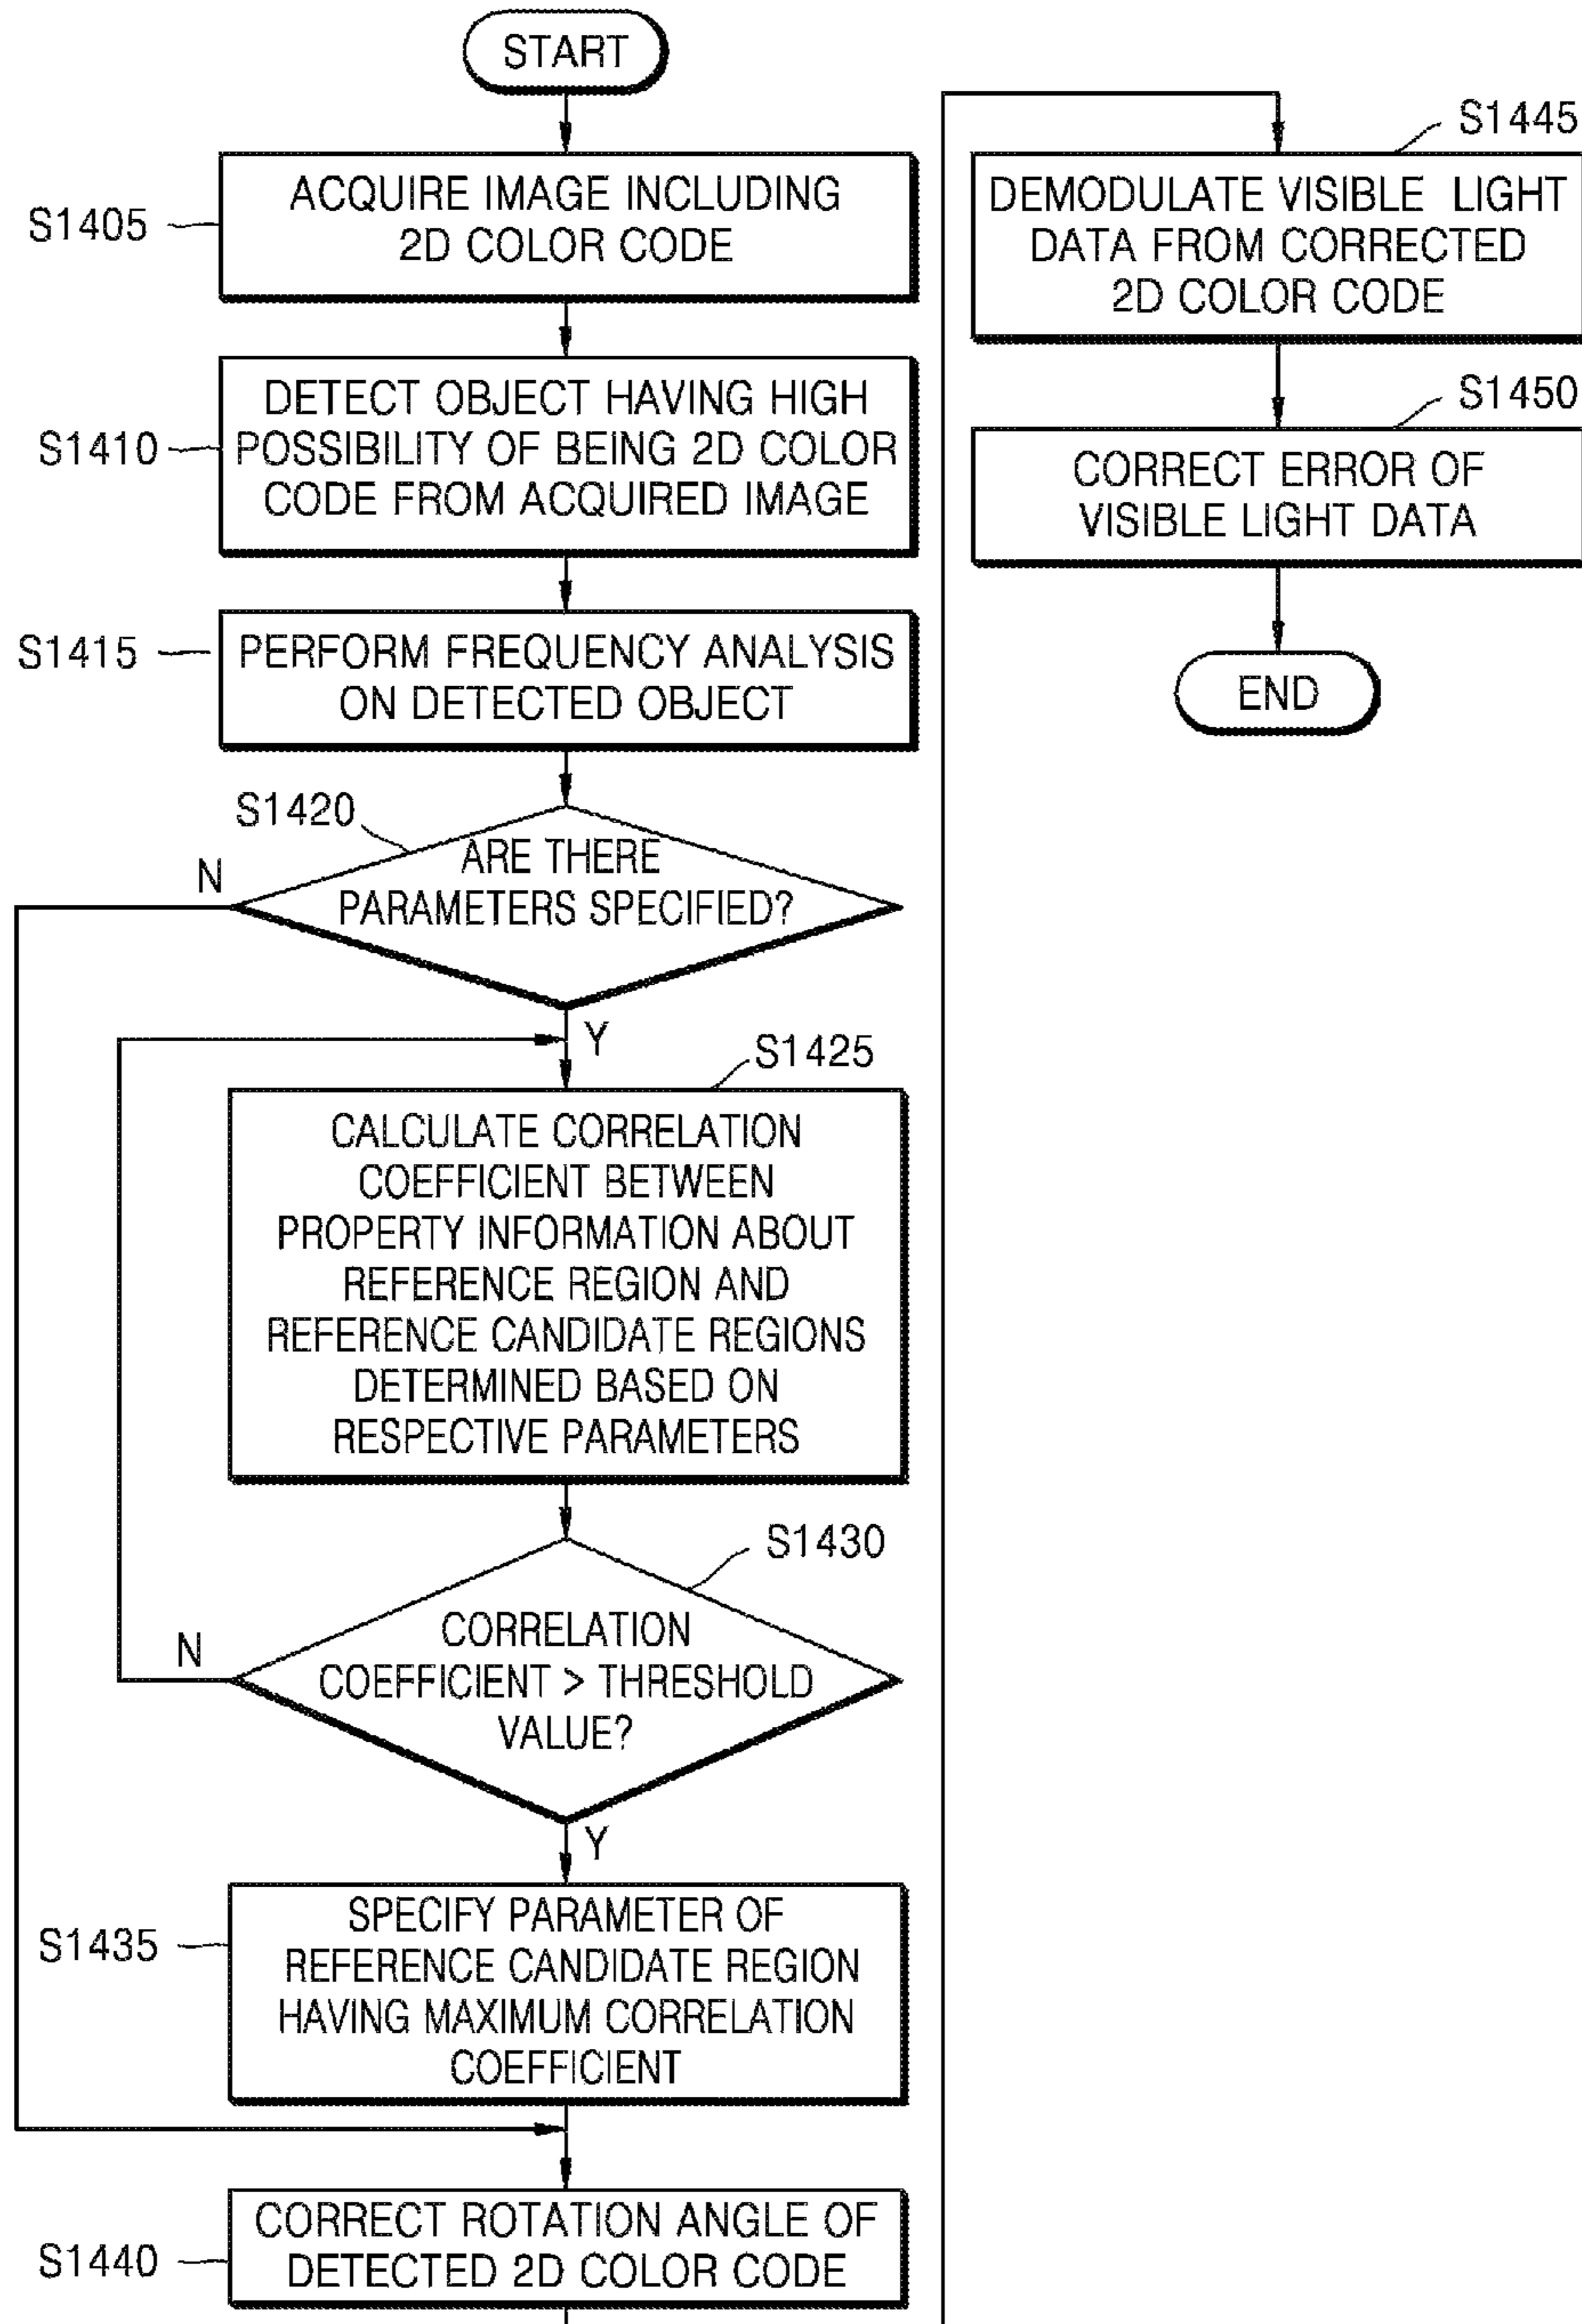 START
S1405
ACQUIRE IMAGE INCLUDING
2D COLOR CODE
S1410
DETECT OBJECT HAVING HIGH
POSSIBILITY OF BEING 2D COLOR
CODE FROM ACQUIRED IMAGE
S1415
PERFORM FREQUENCY ANALYSIS
ON DETECTED OBJECT
S1420
ARE THERE
PARAMETERS SPECIFIED?
N
Y
S1425
CALCULATE CORRELATION
COEFFICIENT BETWEEN
PROPERTY INFORMATION ABOUT
REFERENCE REGION AND
REFERENCE CANDIDATE REGIONS
DETERMINED BASED ON
RESPECTIVE PARAMETERS
S1430
CORRELATION
COEFFICIENT > THRESHOLD
VALUE?
N
Y
S1435
SPECIFY PARAMETER OF
REFERENCE CANDIDATE REGION
HAVING MAXIMUM CORRELATION
COEFFICIENT
S1440
CORRECT ROTATION ANGLE OF
DETECTED 2D COLOR CODE
S1445
DEMODULATE VISIBLE LIGHT
DATA FROM CORRECTED
2D COLOR CODE
S1450
CORRECT ERROR OF
VISIBLE LIGHT DATA
END